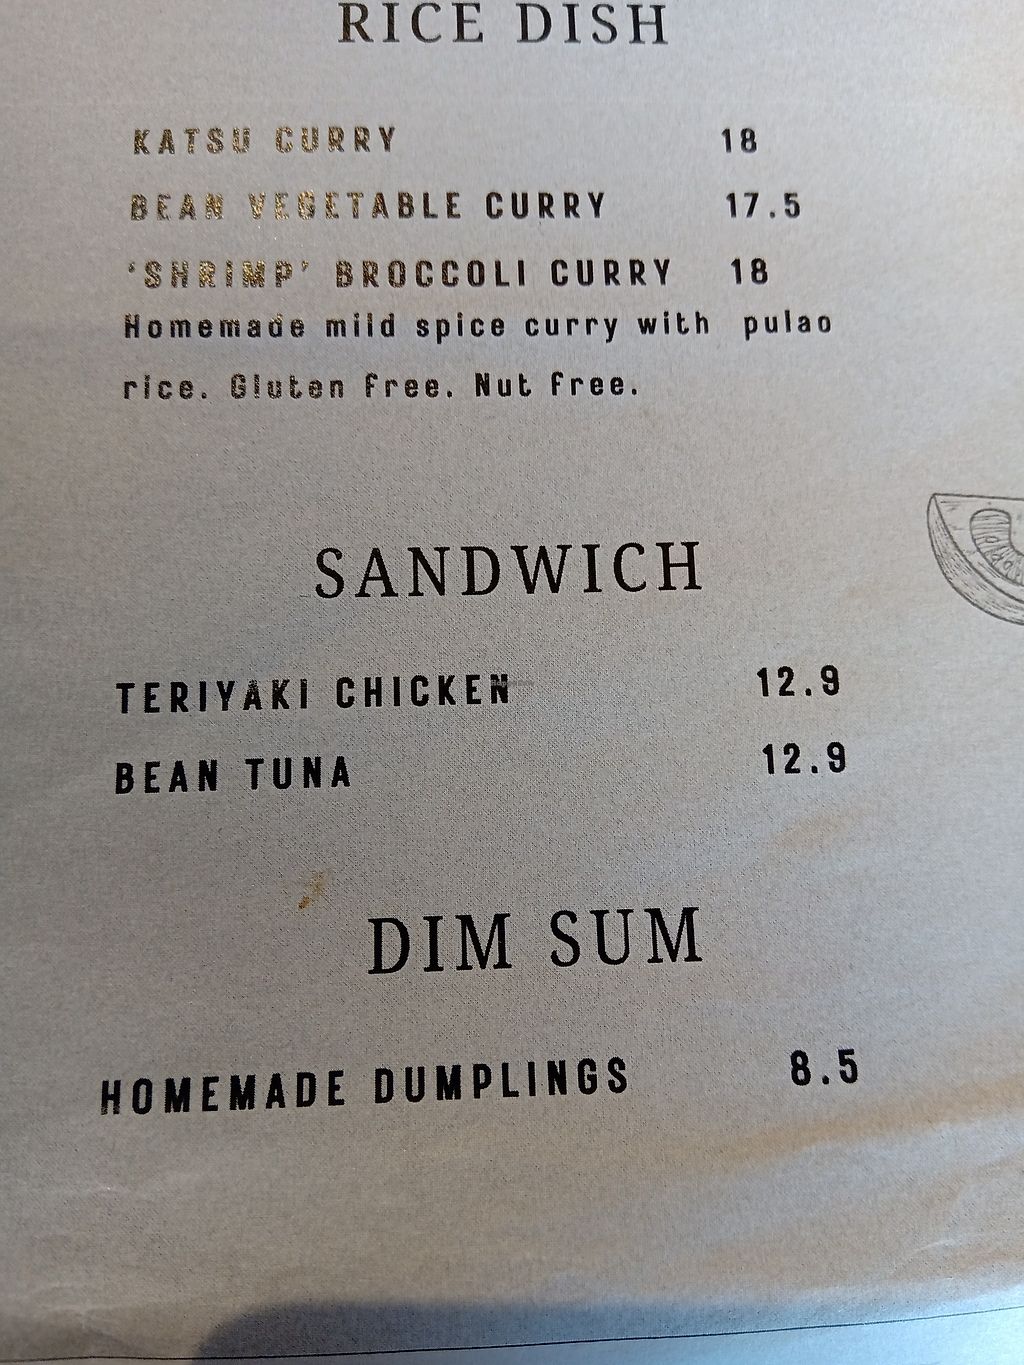 RICE DISH
KATSU CURRY 18
BEAN VEGETABLE CURRY 17.5
'SHRIMP' BROCCOLI CURRY 18
Homemade mild spice curry with pulao
rice. Gluten Free. Nut Free.
SANDWICH
TERIYAKI CHICKEN 12.9
BEAN TUNA 12.9
DIM SUM
HOMEMADE DUMPLINGS 8.5